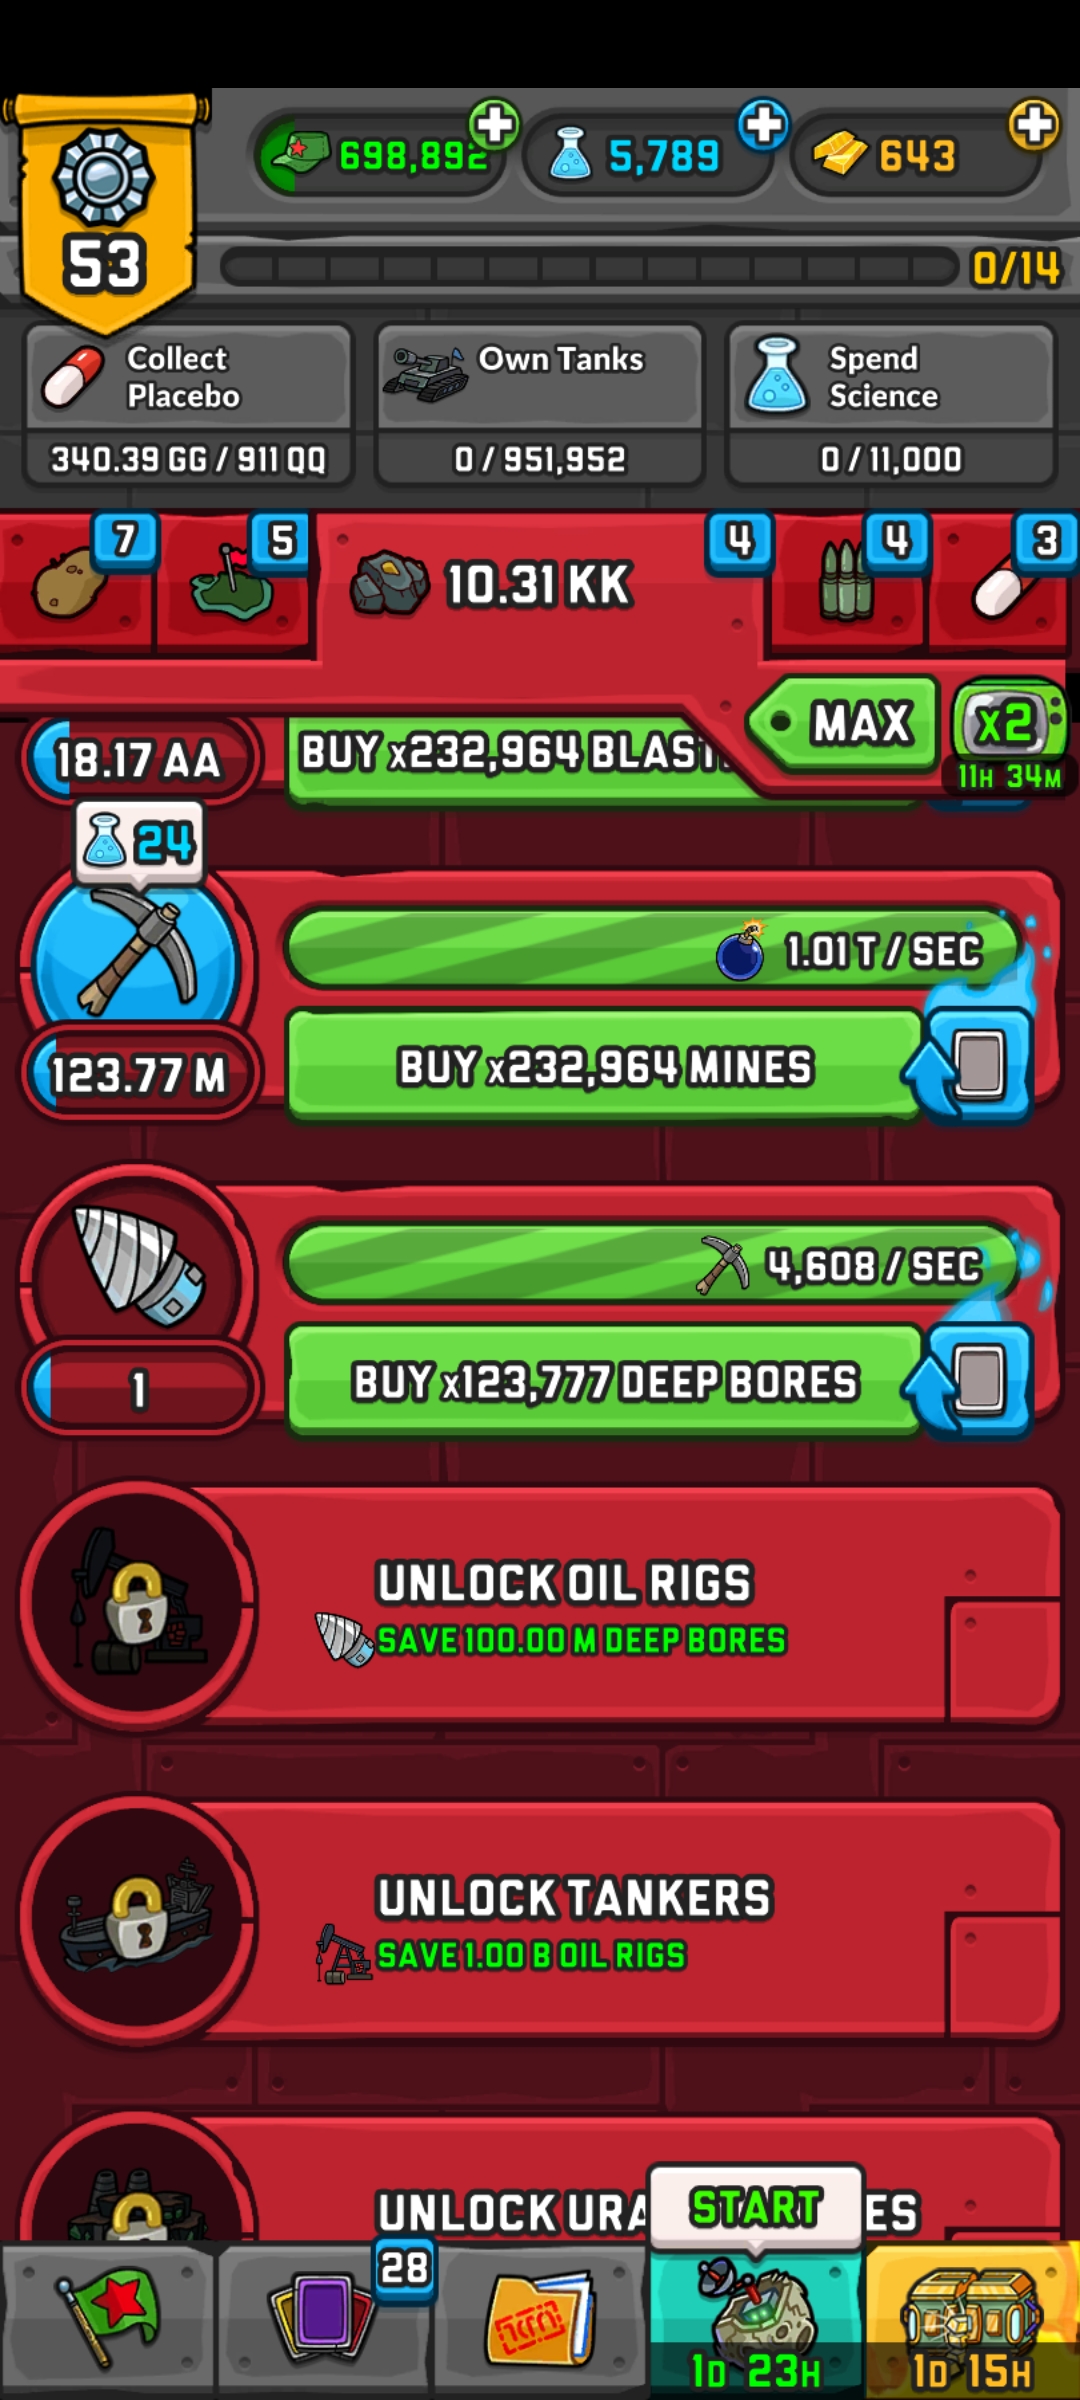 698,892
5,789
643
53
0/14
Collect
Placebo
Own Tanks
Spend
Science
340.39 GG / 911 QQ
0 / 951,952
0 / 11,000
7
5
10.31 KK
4
4
3
MAX
x2
11H 34M
18.17 AA
BUY x232,964 BLAST
24
1.01 T / SEC
123.77 M
BUY x232,964 MINES
4,608 / SEC
1
BUY x123,777 DEEP BORES
UNLOCK OIL RIGS
SAVE 100.00 M DEEP BORES
UNLOCK TANKERS
SAVE 1.00 B OIL RIGS
UNLOCK URA
ES
START
28
1D 23H
1D 15H